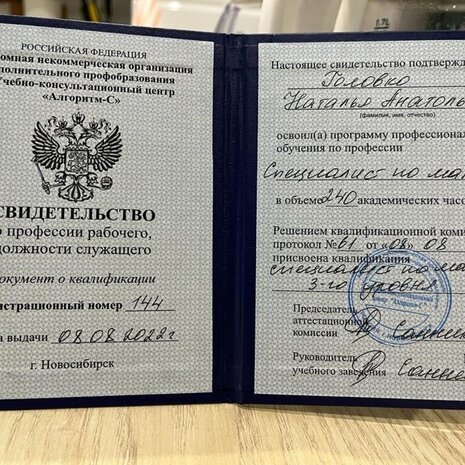 РОССИЙСКАЯ ФЕДЕРАЦИЯ
омная некоммерческая организация
полнительного профобразования
Учебно-консультационный центр
«Алгоритм-С»
СВИДЕТЕЛЬСТВО
о профессии рабочего,
должности служащего
Документ о квалификации
истрационный номер 144
а выдачи 08.08.2022г
г. Новосибирск
Настоящее свидетельство подтвержд
Головко
Наталья Анатоль
(фамилия, имя, отчество)
освоил(а) программу профессиона
обучения по профессии
Специалист по ма
в объеме 240 академических часо
Решением квалификационной коми
протокол № 61 от «08» 08
присвоена квалификация
специалист по ма
3-го уровня
Председатель
аттестационной
комиссии
Руководитель
учебного заведения